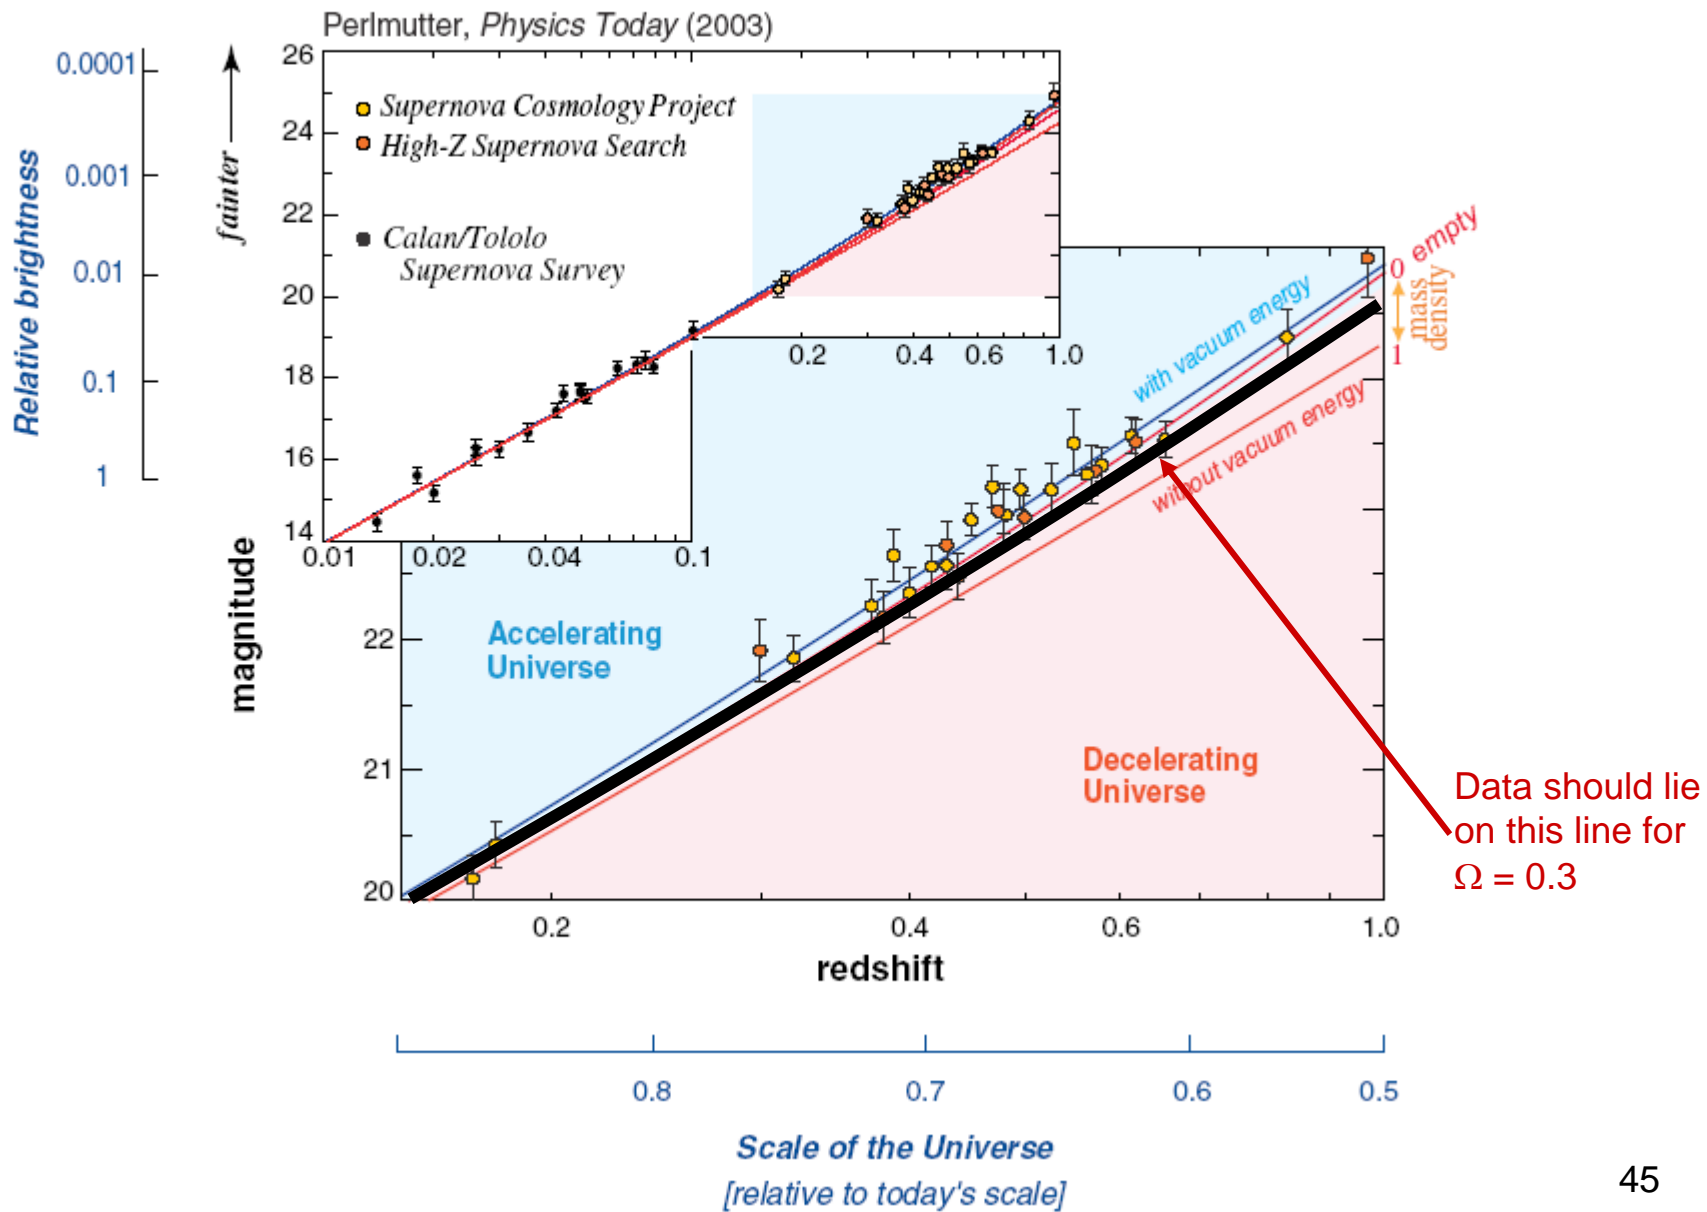 Perlmutter, Physics Today (2003)
0.0001
0.001
0.01
0.1
1
Relative brightness
fainter
26
24
22
20
18
16
14
Supernova Cosmology Project
High-Z Supernova Search
Calan/Tololo
Supernova Survey
0.01
0.02
0.04
0.1
0.2
0.4
0.6
1.0
magnitude
22
21
20
empty
0
mass
density
1
with vacuum energy
without vacuum energy
Accelerating
Universe
Decelerating
Universe
Data should lie
on this line for
Ω = 0.3
0.2
0.4
0.6
1.0
redshift
0.8
0.7
0.6
0.5
Scale of the Universe
[relative to today's scale]
45